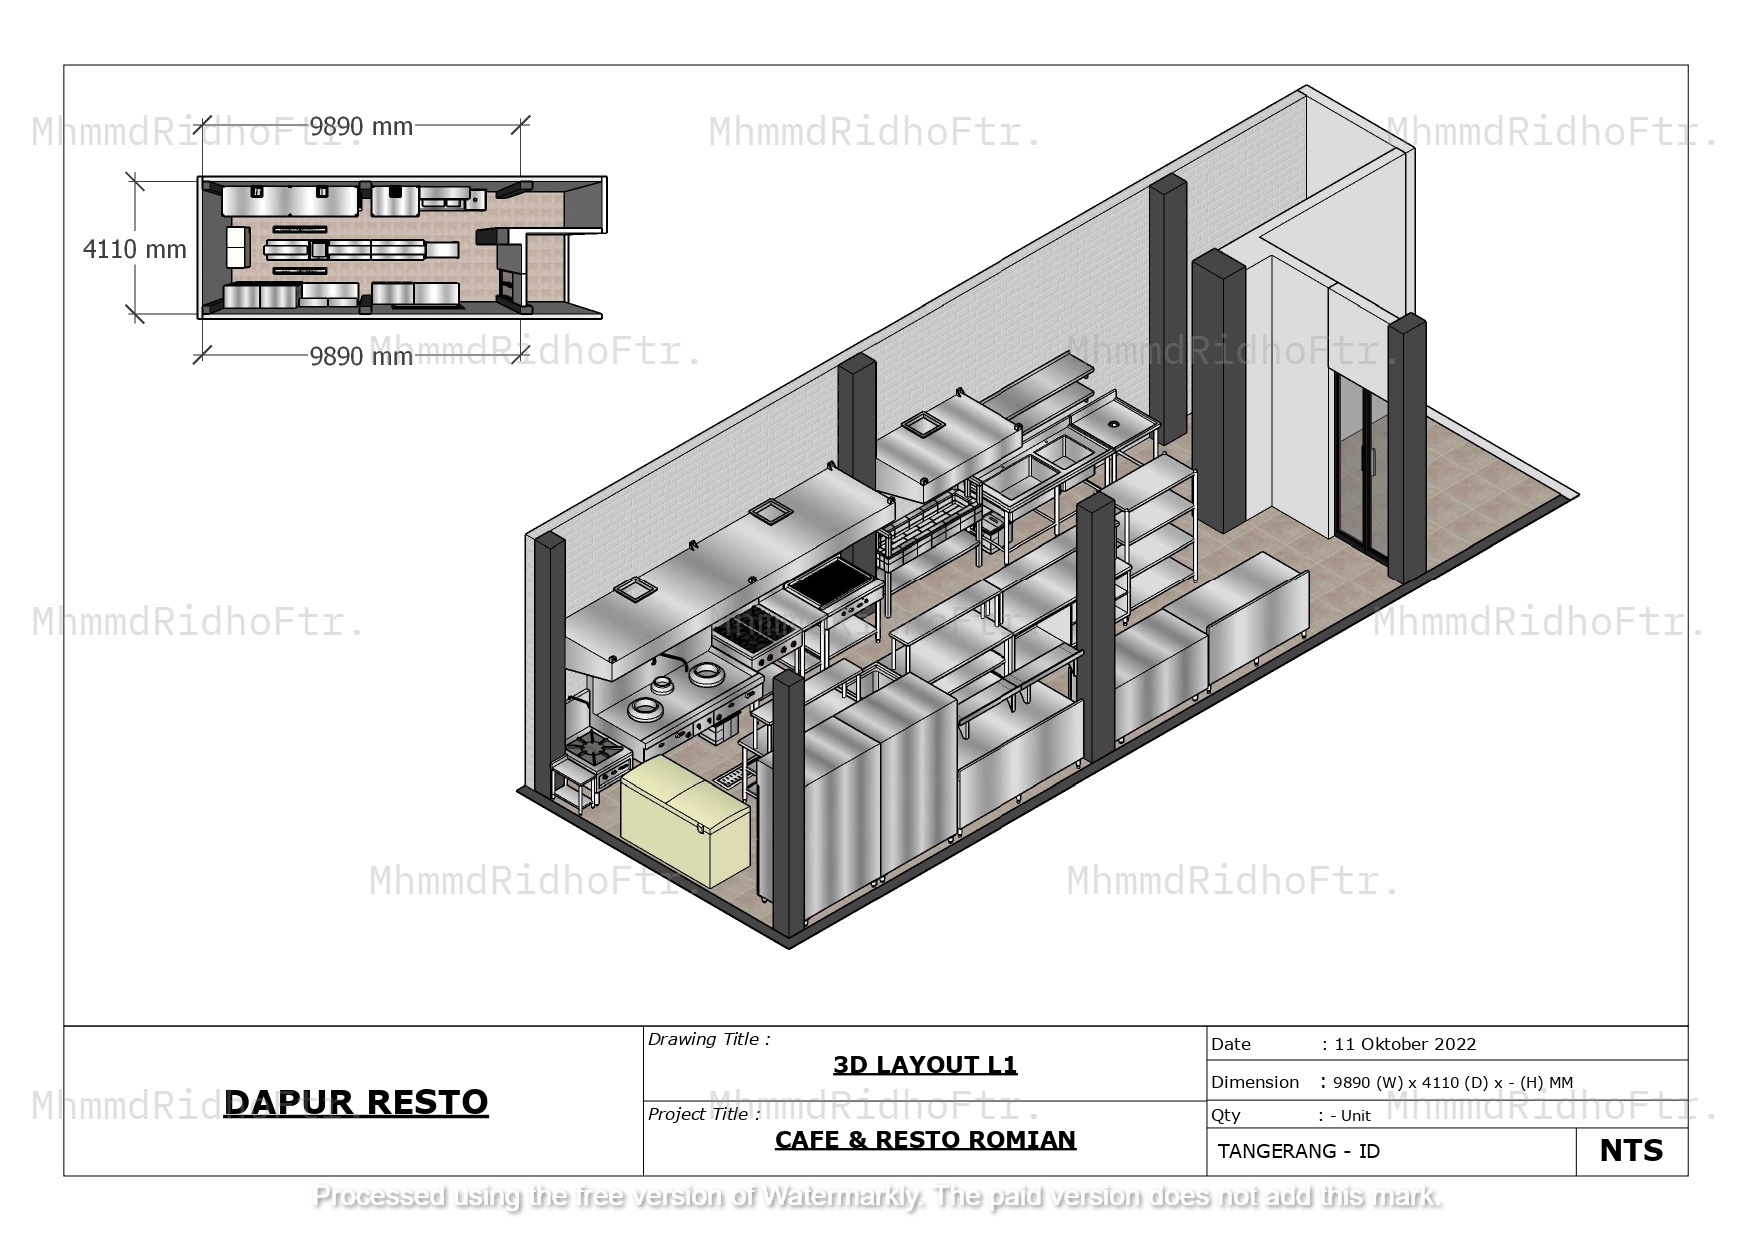 MhmmdRidhoFtr.
MhmmdRidhoFtr.
MhmmdRidhoFtr.
9890 mm
4110 mm
9890 mm
MhmmdRidhoFtr.
MhmmdRidhoFtr.
MhmmdRidhoFtr.
MhmmdRidhoFtr.
MhmmdRidhoFtr.
MhmmdRidhoFtr.
MhmmdRidhoFtr.
DAPUR RESTO
MhmmdRidhoFtr.
Drawing Title :
3D LAYOUT L1
Project Title :
CAFE & RESTO ROMIAN
MhmmdRidhoFtr.
Date : 11 Oktober 2022
Dimension : 9890 (W) x 4110 (D) x - (H) MM
Qty : - Unit
MhmmdRidhoFtr.
TANGERANG - ID
NTS
Processed using the free version of Watermarkly. The paid version does not add this mark.